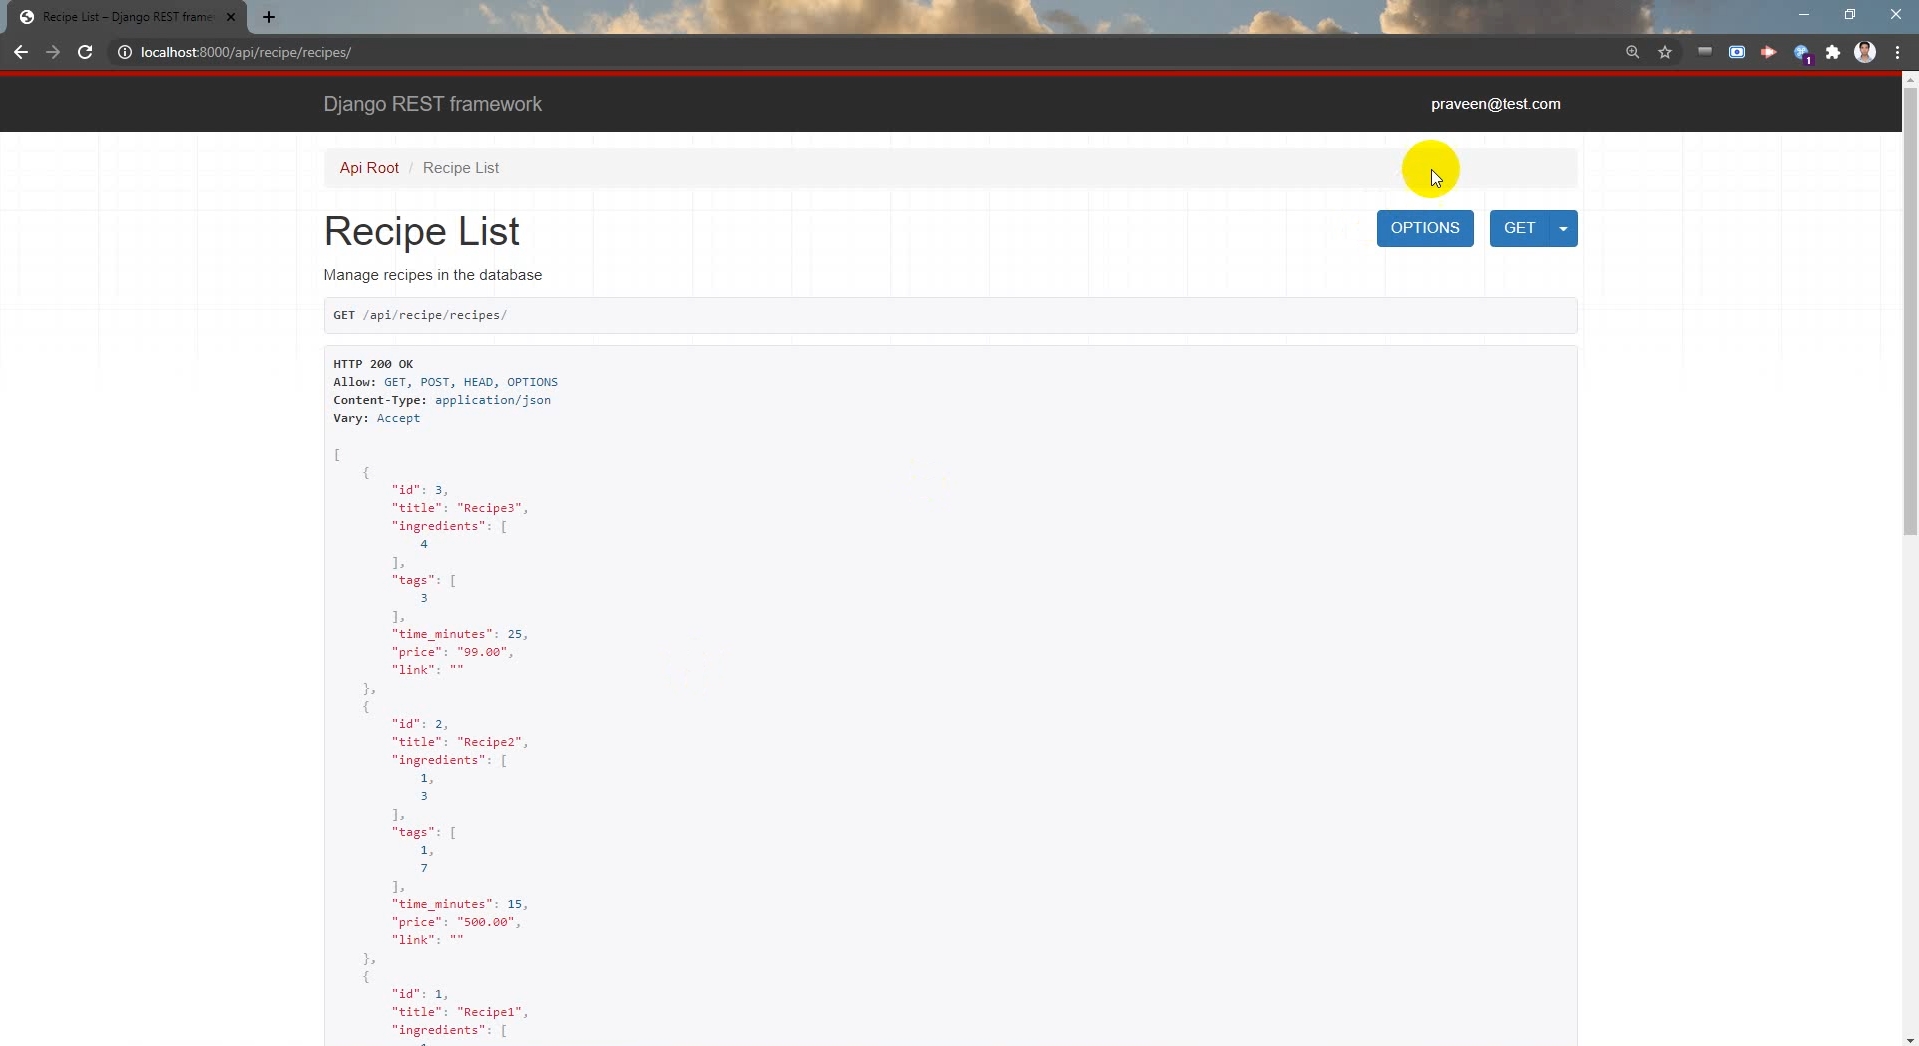 Recipe List – Django REST frame
localhost:8000/api/recipe/recipes/
1
Django REST framework
praveen@test.com
Api Root / Recipe List
Recipe List
OPTIONS
GET
Manage recipes in the database
GET /api/recipe/recipes/
HTTP 200 OK
Allow: GET, POST, HEAD, OPTIONS
Content-Type: application/json
Vary: Accept
[
{
"id": 3,
"title": "Recipe3",
"ingredients": [
4
],
"tags": [
3
],
"time_minutes": 25,
"price": "99.00",
"link": ""
},
{
"id": 2,
"title": "Recipe2",
"ingredients": [
1,
3
],
"tags": [
1,
7
],
"time_minutes": 15,
"price": "500.00",
"link": ""
},
{
"id": 1,
"title": "Recipe1",
"ingredients": [